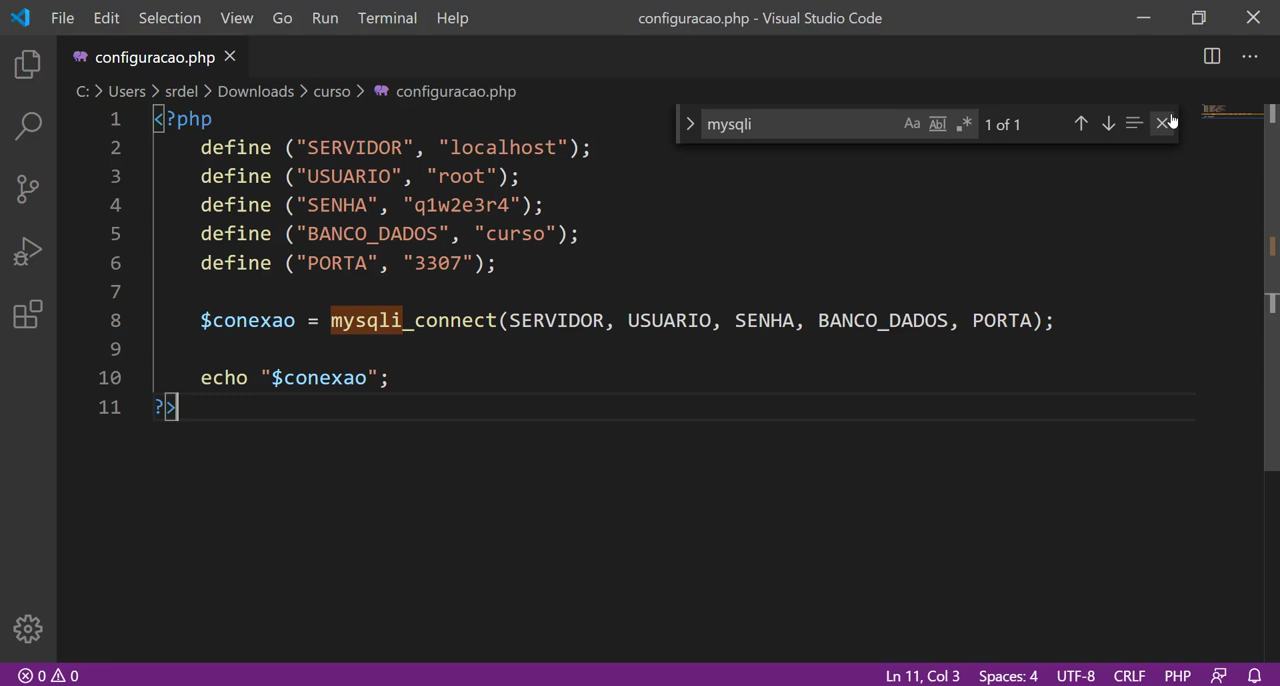 File Edit Selection View Go Run Terminal Help configuracao.php - Visual Studio Code
configuracao.php
C: > Users > srdel > Downloads > curso > configuracao.php
mysqli Aa Abl .* 1 of 1
1 <?php
2 define ("SERVIDOR", "localhost");
3 define ("USUARIO", "root");
4 define ("SENHA", "q1w2e3r4");
5 define ("BANCO_DADOS", "curso");
6 define ("PORTA", "3307");
7
8 $conexao = mysqli_connect(SERVIDOR, USUARIO, SENHA, BANCO_DADOS, PORTA);
9
10 echo "$conexao";
11 ?>
0 0 Ln 11, Col 3 Spaces: 4 UTF-8 CRLF PHP